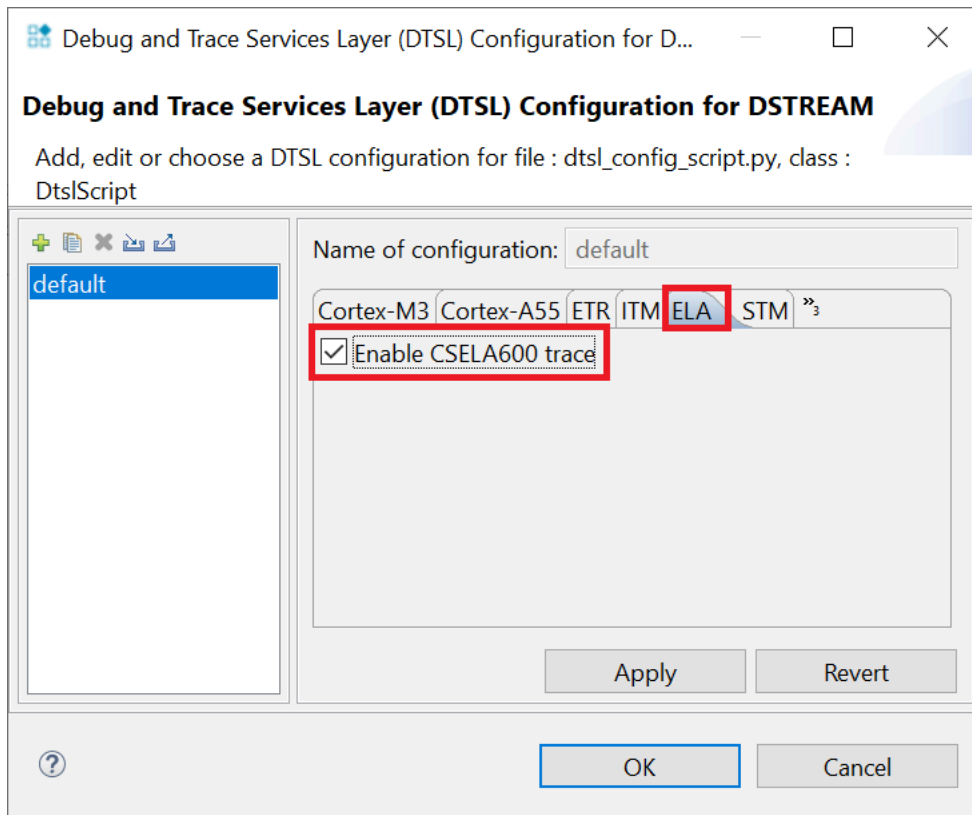 Debug and Trace Services Layer (DTSL) Configuration for D...
Debug and Trace Services Layer (DTSL) Configuration for DSTREAM
Add, edit or choose a DTSL configuration for file : dtsl_config_script.py, class :
DtslScript
default
Name of configuration: default
Cortex-M3 Cortex-A55 ETR ITM ELA STM »3
Enable CSELA600 trace
Apply Revert
? OK Cancel